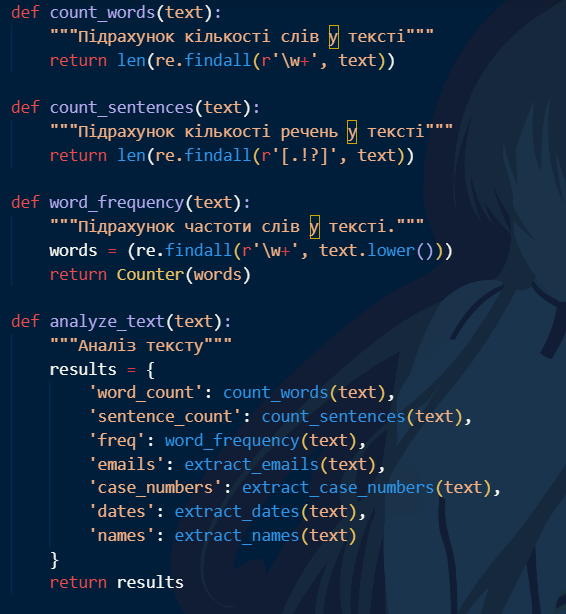 def count_words(text):
    """Підрахунок кількості слів у тексті"""
    return len(re.findall(r'\w+', text))

def count_sentences(text):
    """Підрахунок кількості речень у тексті"""
    return len(re.findall(r'[.!?]', text))

def word_frequency(text):
    """Підрахунок частоти слів у тексті."""
    words = (re.findall(r'\w+', text.lower()))
    return Counter(words)

def analyze_text(text):
    """Аналіз тексту"""
    results = {
        'word_count': count_words(text),
        'sentence_count': count_sentences(text),
        'freq': word_frequency(text),
        'emails': extract_emails(text),
        'case_numbers': extract_case_numbers(text),
        'dates': extract_dates(text),
        'names': extract_names(text)
    }
    return results